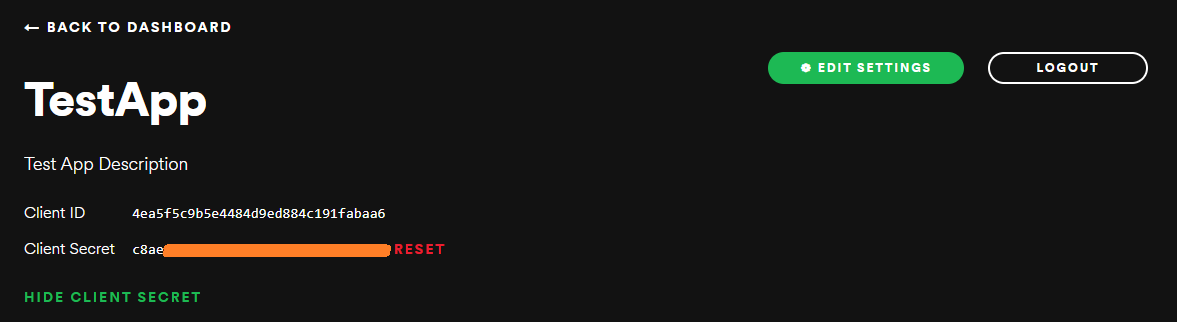 ← BACK TO DASHBOARD
EDIT SETTINGS
LOGOUT
TestApp
Test App Description
Client ID 4ea5f5c9b5e4484d9ed884c191fabaa6
Client Secret c8ae RESET
HIDE CLIENT SECRET